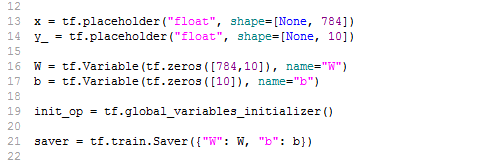 12
13 x = tf.placeholder("float", shape=[None, 784])
14 y_ = tf.placeholder("float", shape=[None, 10])
15
16 W = tf.Variable(tf.zeros([784,10]), name="W")
17 b = tf.Variable(tf.zeros([10]), name="b")
18
19 init_op = tf.global_variables_initializer()
20
21 saver = tf.train.Saver({"W": W, "b": b})
22